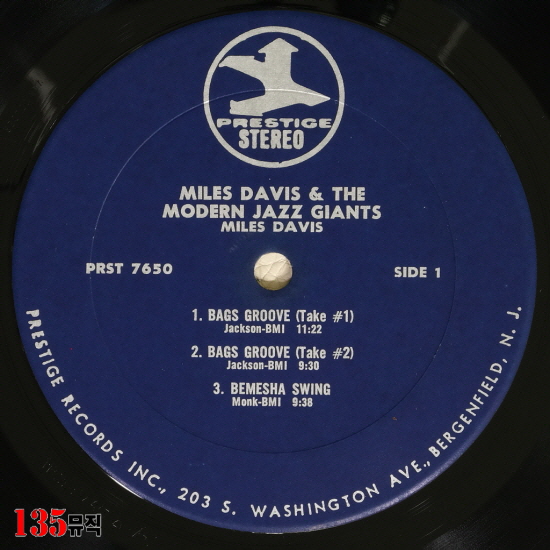 PRESTIGE
STEREO
MILES DAVIS & THE
MODERN JAZZ GIANTS
MILES DAVIS
PRST 7650
SIDE 1
1. BAGS GROOVE (Take #1)
Jackson-BMI 11:22
2. BAGS GROOVE (Take #2)
Jackson-BMI 9:30
3. BEMESHA SWING
Monk-BMI 9:38
PRESTIGE RECORDS INC., 203 S. WASHINGTON AVE., BERGENFIELD, N. J.
135뮤직